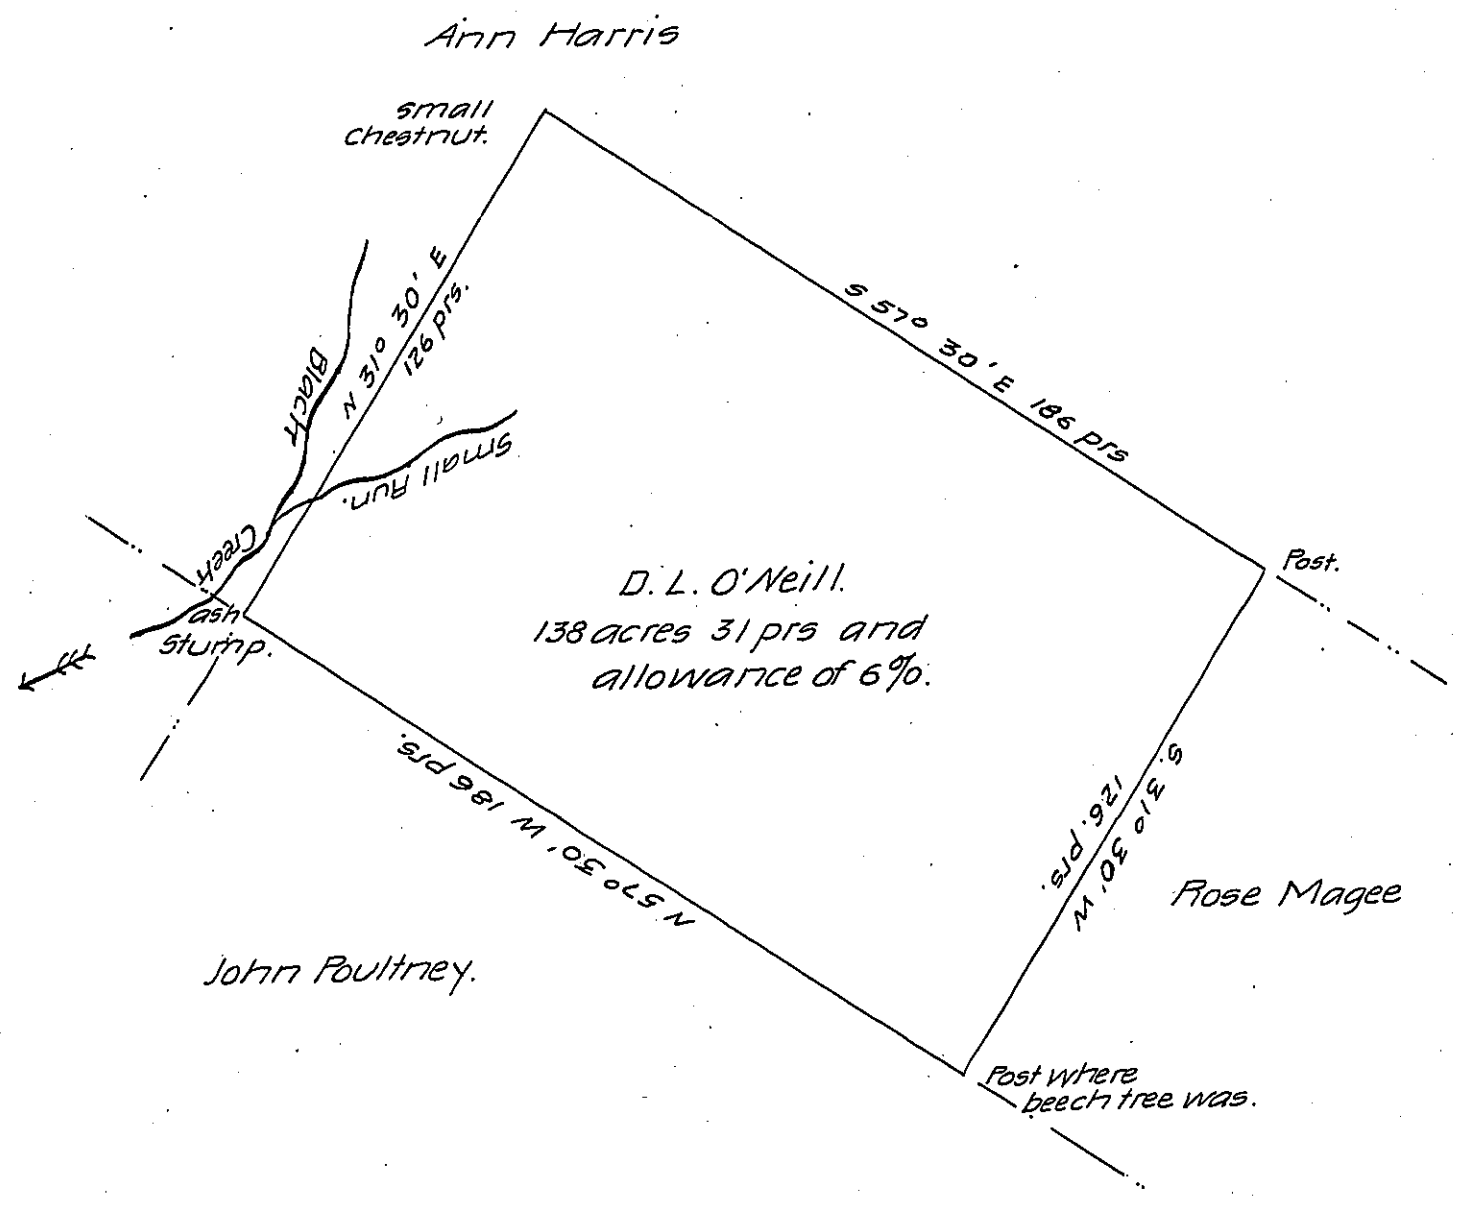 Ann Harris
small
chestnut.
N 31° 30' E
126 prs.
S 57° 30' E 186 prs
Black
Creek
Small Run.
Post.
D. L. O'Neill.
138 acres 31 prs and
allowance of 6%.
ash
stump.
N 57° 30' W 186 prs.
S. 31° 30' W
126. prs.
Rose Magee
John Poultney.
Post where
beech tree was.